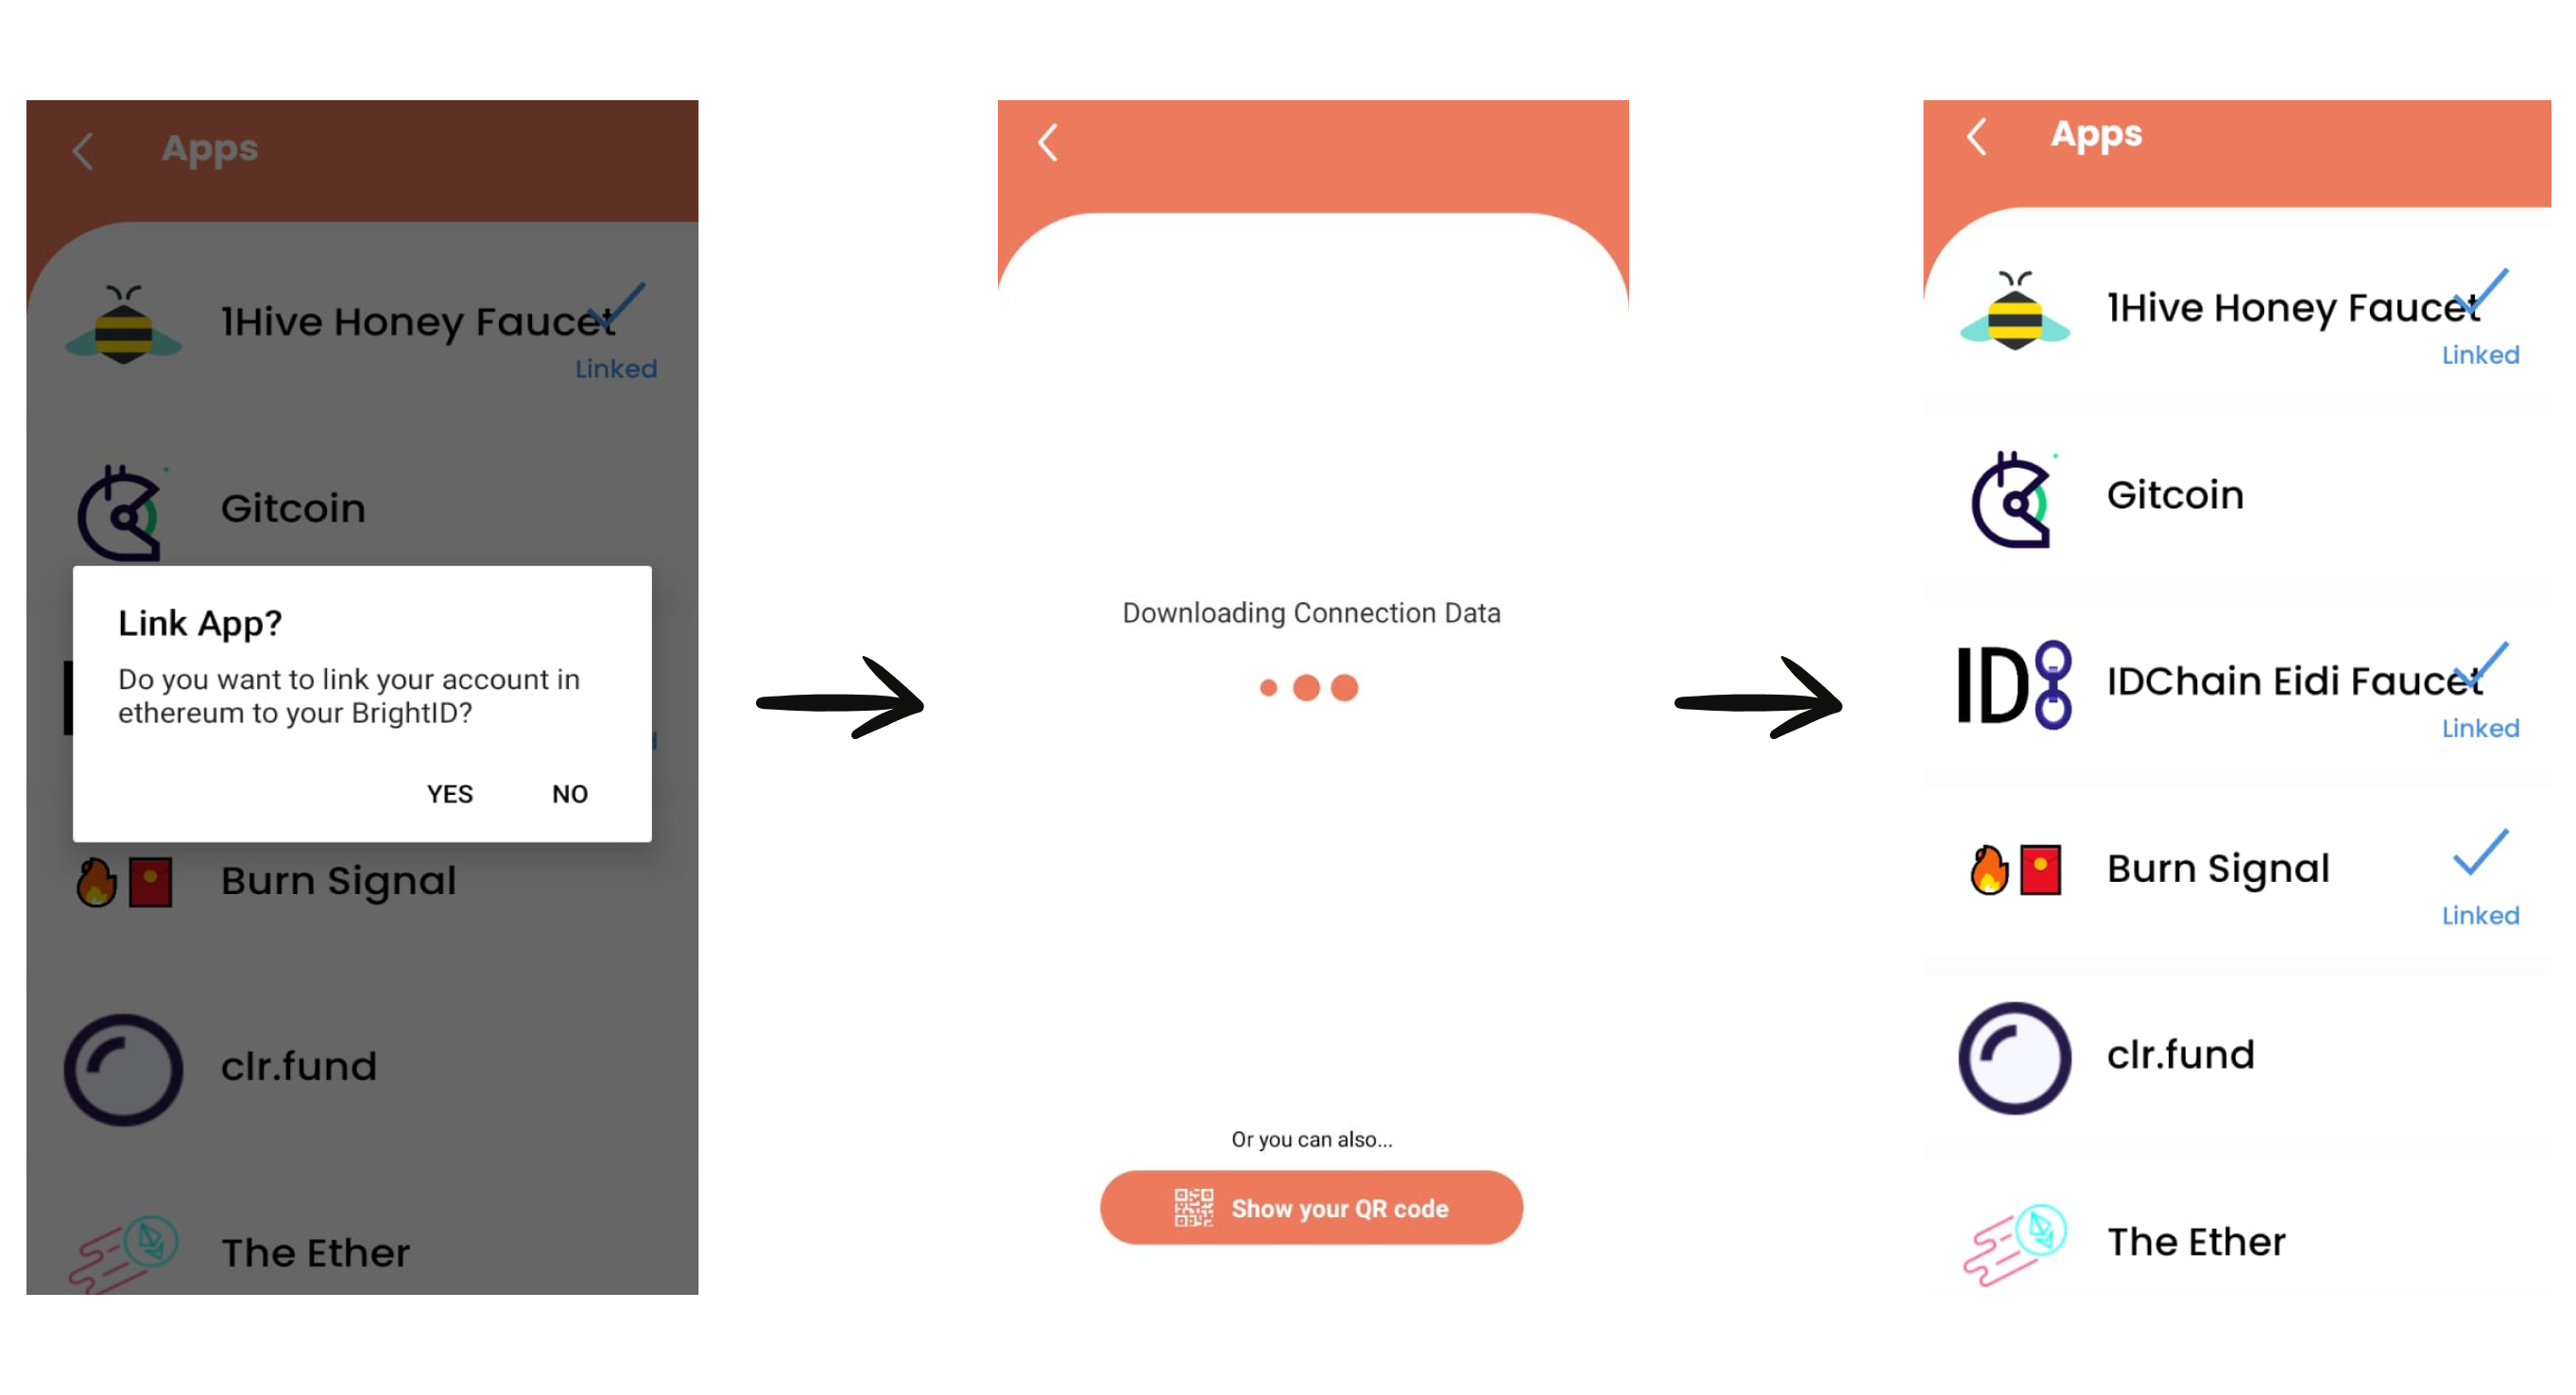 Apps
1Hive Honey Faucet
Linked
Gitcoin
Link App?
Do you want to link your account in
ethereum to your BrightID?
YES NO
Burn Signal
clr.fund
The Ether
Downloading Connection Data
Or you can also...
Show your QR code
Apps
1Hive Honey Faucet
Linked
Gitcoin
ID
IDChain Eidi Faucet
Linked
Burn Signal
Linked
clr.fund
The Ether